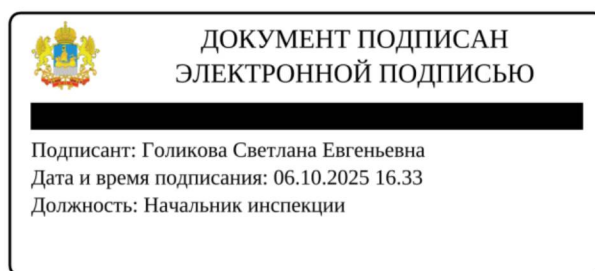 ДОКУМЕНТ ПОДПИСАН
ЭЛЕКТРОННОЙ ПОДПИСЬЮ
Подписант: Голикова Светлана Евгеньевна
Дата и время подписания: 06.10.2025 16.33
Должность: Начальник инспекции